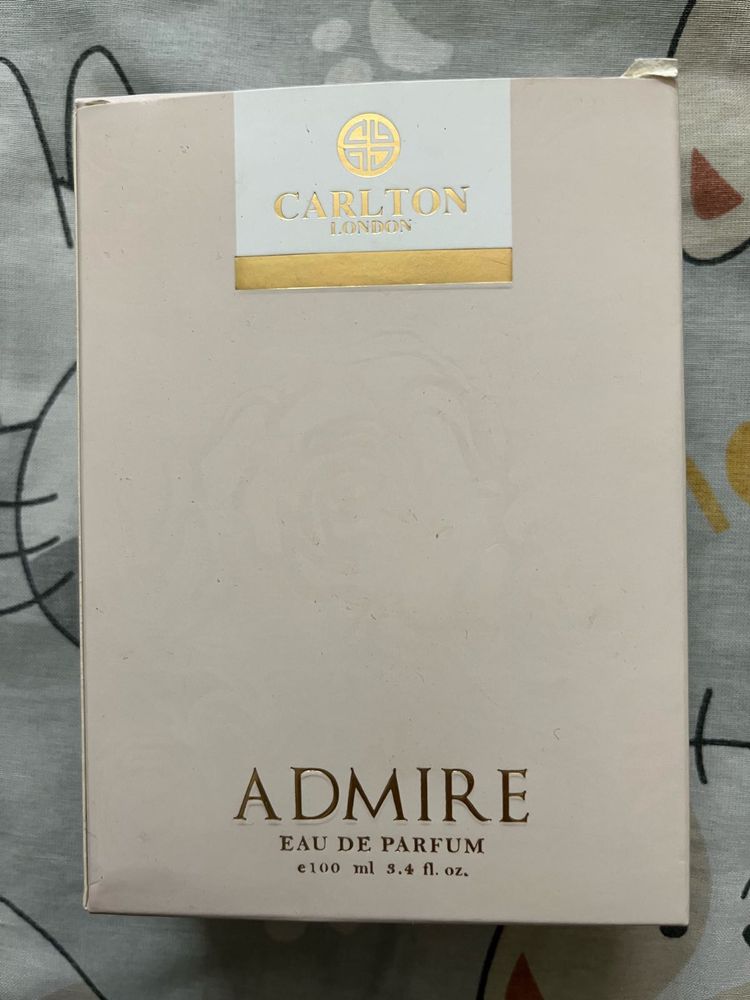 CARLTON
LONDON
ADMIRE
EAU DE PARFUM
e100 ml 3.4 fl. oz.